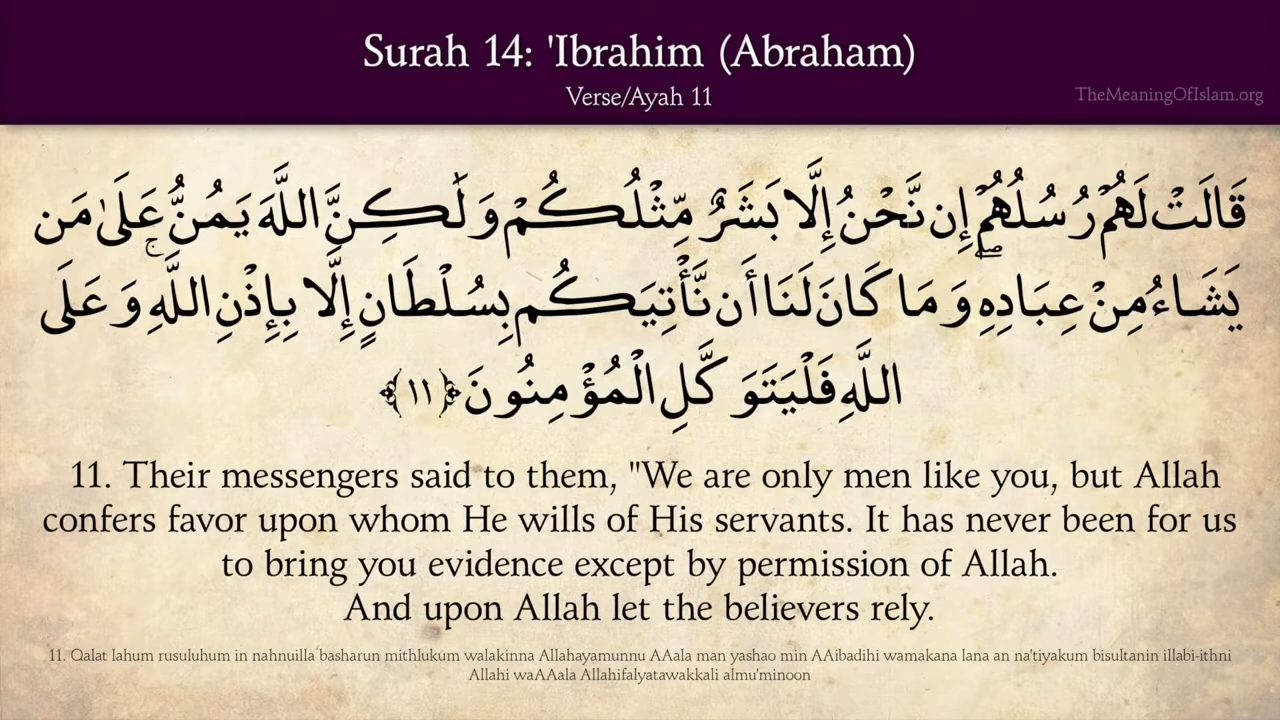 Surah 14: 'Ibrahim (Abraham)
Verse/Ayah 11
TheMeaningOfIslam.org
قَالَتْ لَهُمْ رُسُلُهُمْ إِن نَّحْنُ إِلَّا بَشَرٌ مِّثْلُكُمْ وَلَٰكِنَّ اللَّهَ يَمُنُّ عَلَىٰ مَن
يَشَاءُ مِنْ عِبَادِهِ ۖ وَمَا كَانَ لَنَا أَن نَّأْتِيَكُم بِسُلْطَانٍ إِلَّا بِإِذْنِ اللَّهِ ۚ وَعَلَى
اللَّهِ فَلْيَتَوَكَّلِ الْمُؤْمِنُونَ ﴿١١﴾
11. Their messengers said to them, "We are only men like you, but Allah
confers favor upon whom He wills of His servants. It has never been for us
to bring you evidence except by permission of Allah.
And upon Allah let the believers rely.
11. Qalat lahum rusuluhum in nahnuilla basharun mithlukum walakinna Allahayamunnu AAala man yashao min AAibadihi wamakana lana an na'tiyakum bisultanin illabi-ithni
Allahi waAAala Allahifalyatawakkali almu'minoon